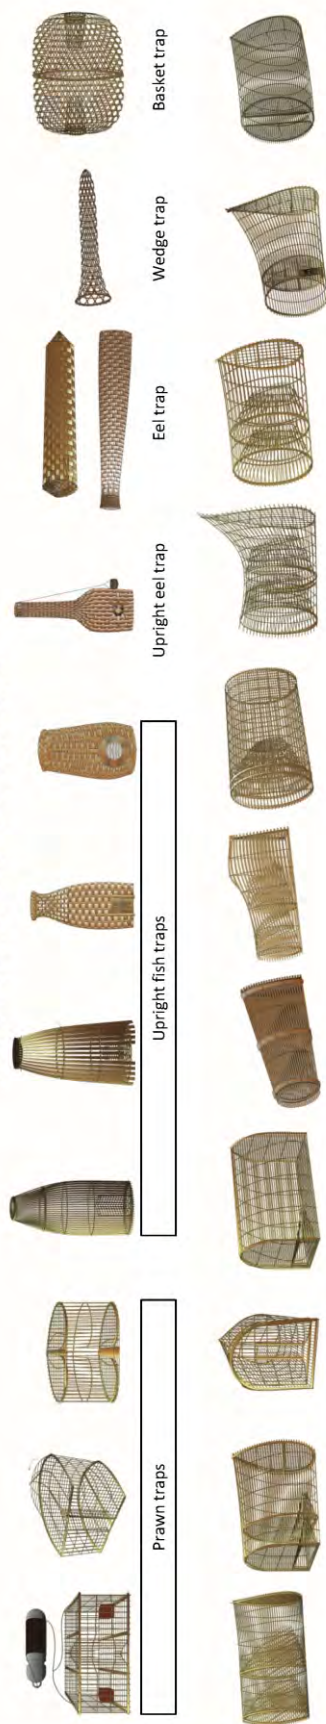 Prawn traps
Upright fish traps
Upright eel trap
Eel trap
Wedge trap
Basket trap